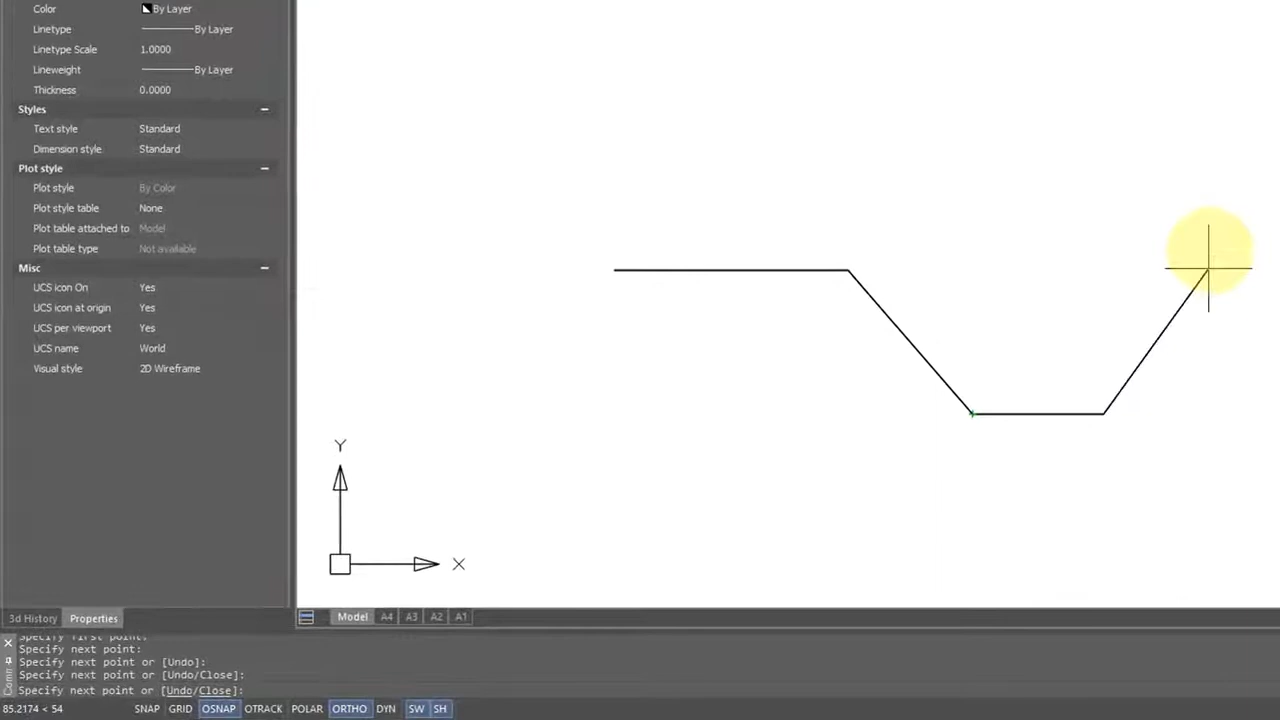 Color By Layer
Linetype By Layer
Linetype Scale 1.0000
Lineweight By Layer
Thickness 0.0000
Styles
Text style Standard
Dimension style Standard
Plot style
Plot style By Color
Plot style table None
Plot table attached to Model
Plot table type Not available
Misc
UCS icon On Yes
UCS icon at origin Yes
UCS per viewport Yes
UCS name World
Visual style 2D Wireframe
Y
X
3d History Properties
Model A4 A3 A2 A1
Specify first point:
Specify next point:
Specify next point or [Undo]:
Specify next point or [Undo/Close]:
Specify next point or [Undo/Close]:
Comm
85.2174 < 54 SNAP GRID OSNAP OTRACK POLAR ORTHO DYN SW SH